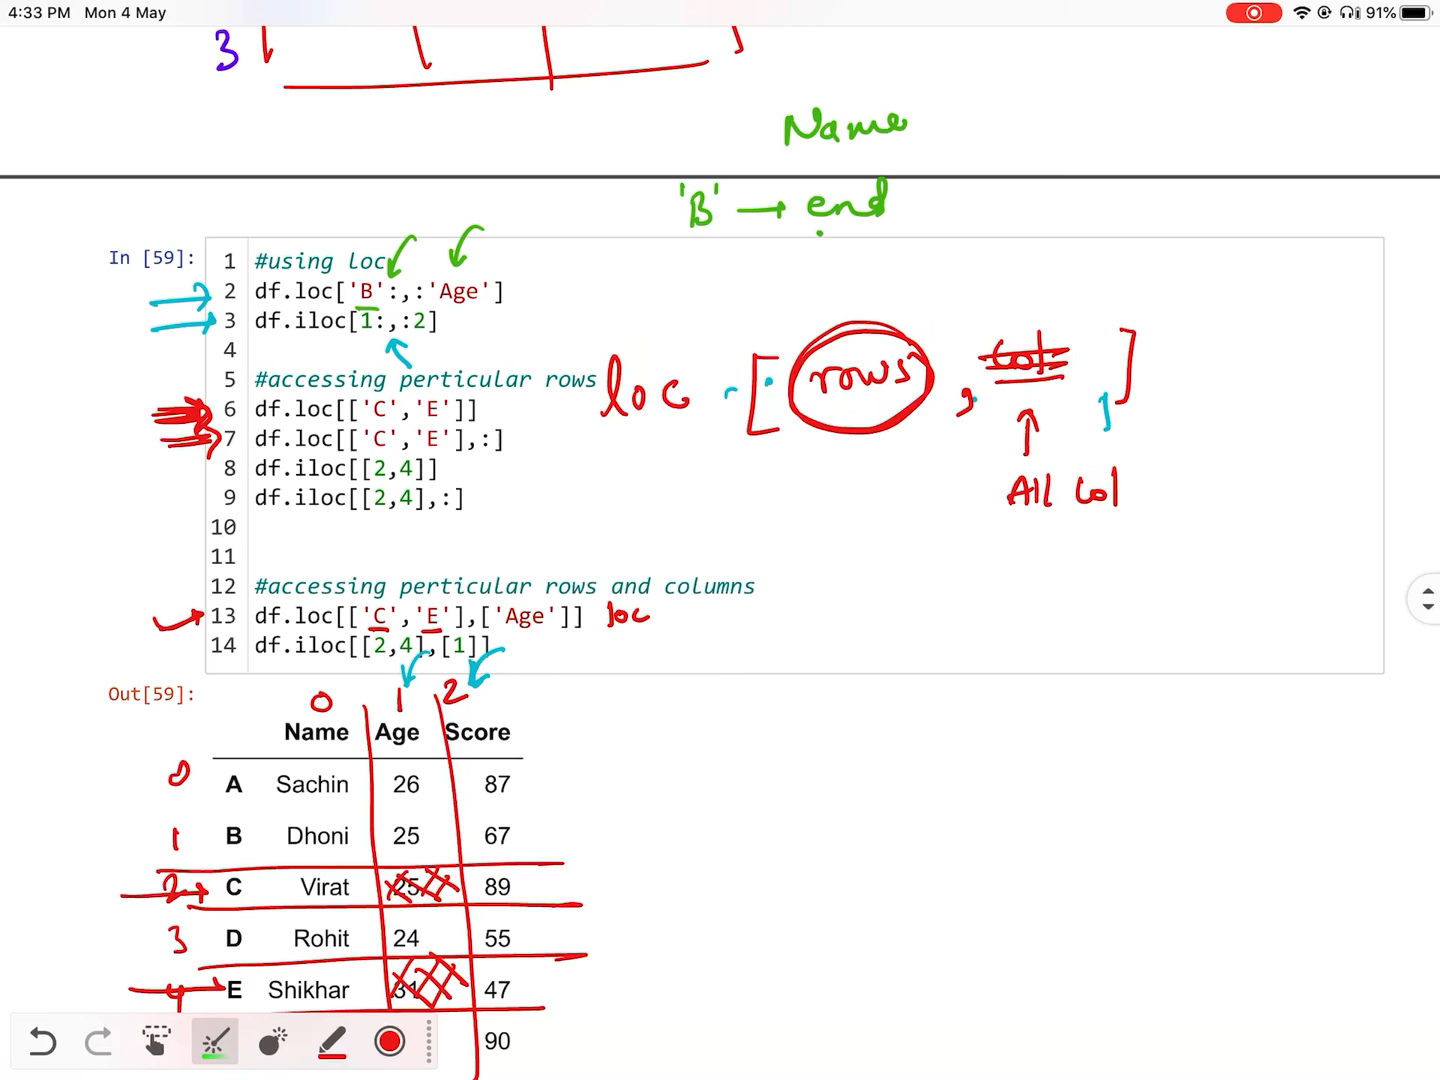 4:33 PM Mon 4 May
91%
3
Name
'B' → end
In [59]:
1 #using loc
2 df.loc['B':,:'Age']
3 df.iloc[1:,:2]
4
5 #accessing perticular rows
6 df.loc[['C','E']]
7 df.loc[['C','E'],:]
8 df.iloc[[2,4]]
9 df.iloc[[2,4],:]
10
11
12 #accessing perticular rows and columns
13 df.loc[['C','E'],['Age']] loc
14 df.iloc[[2,4],[1]]
loc [ rows , col ]
All Col
Out[59]:
0 1 2
Name Age Score
0 A Sachin 26 87
1 B Dhoni 25 67
2 C Virat 25 89
3 D Rohit 24 55
4 E Shikhar 31 47
90